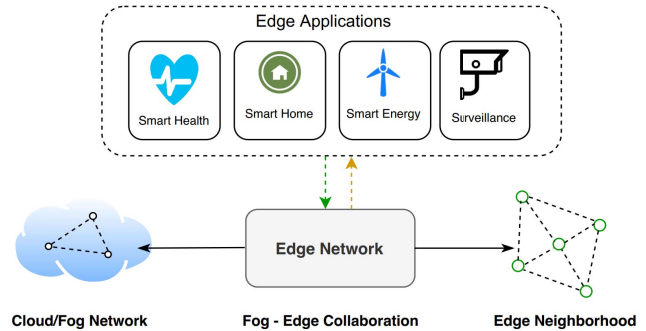 Edge Applications
Smart Health
Smart Home
Smart Energy
Surveillance
Edge Network
Cloud/Fog Network
Fog - Edge Collaboration
Edge Neighborhood